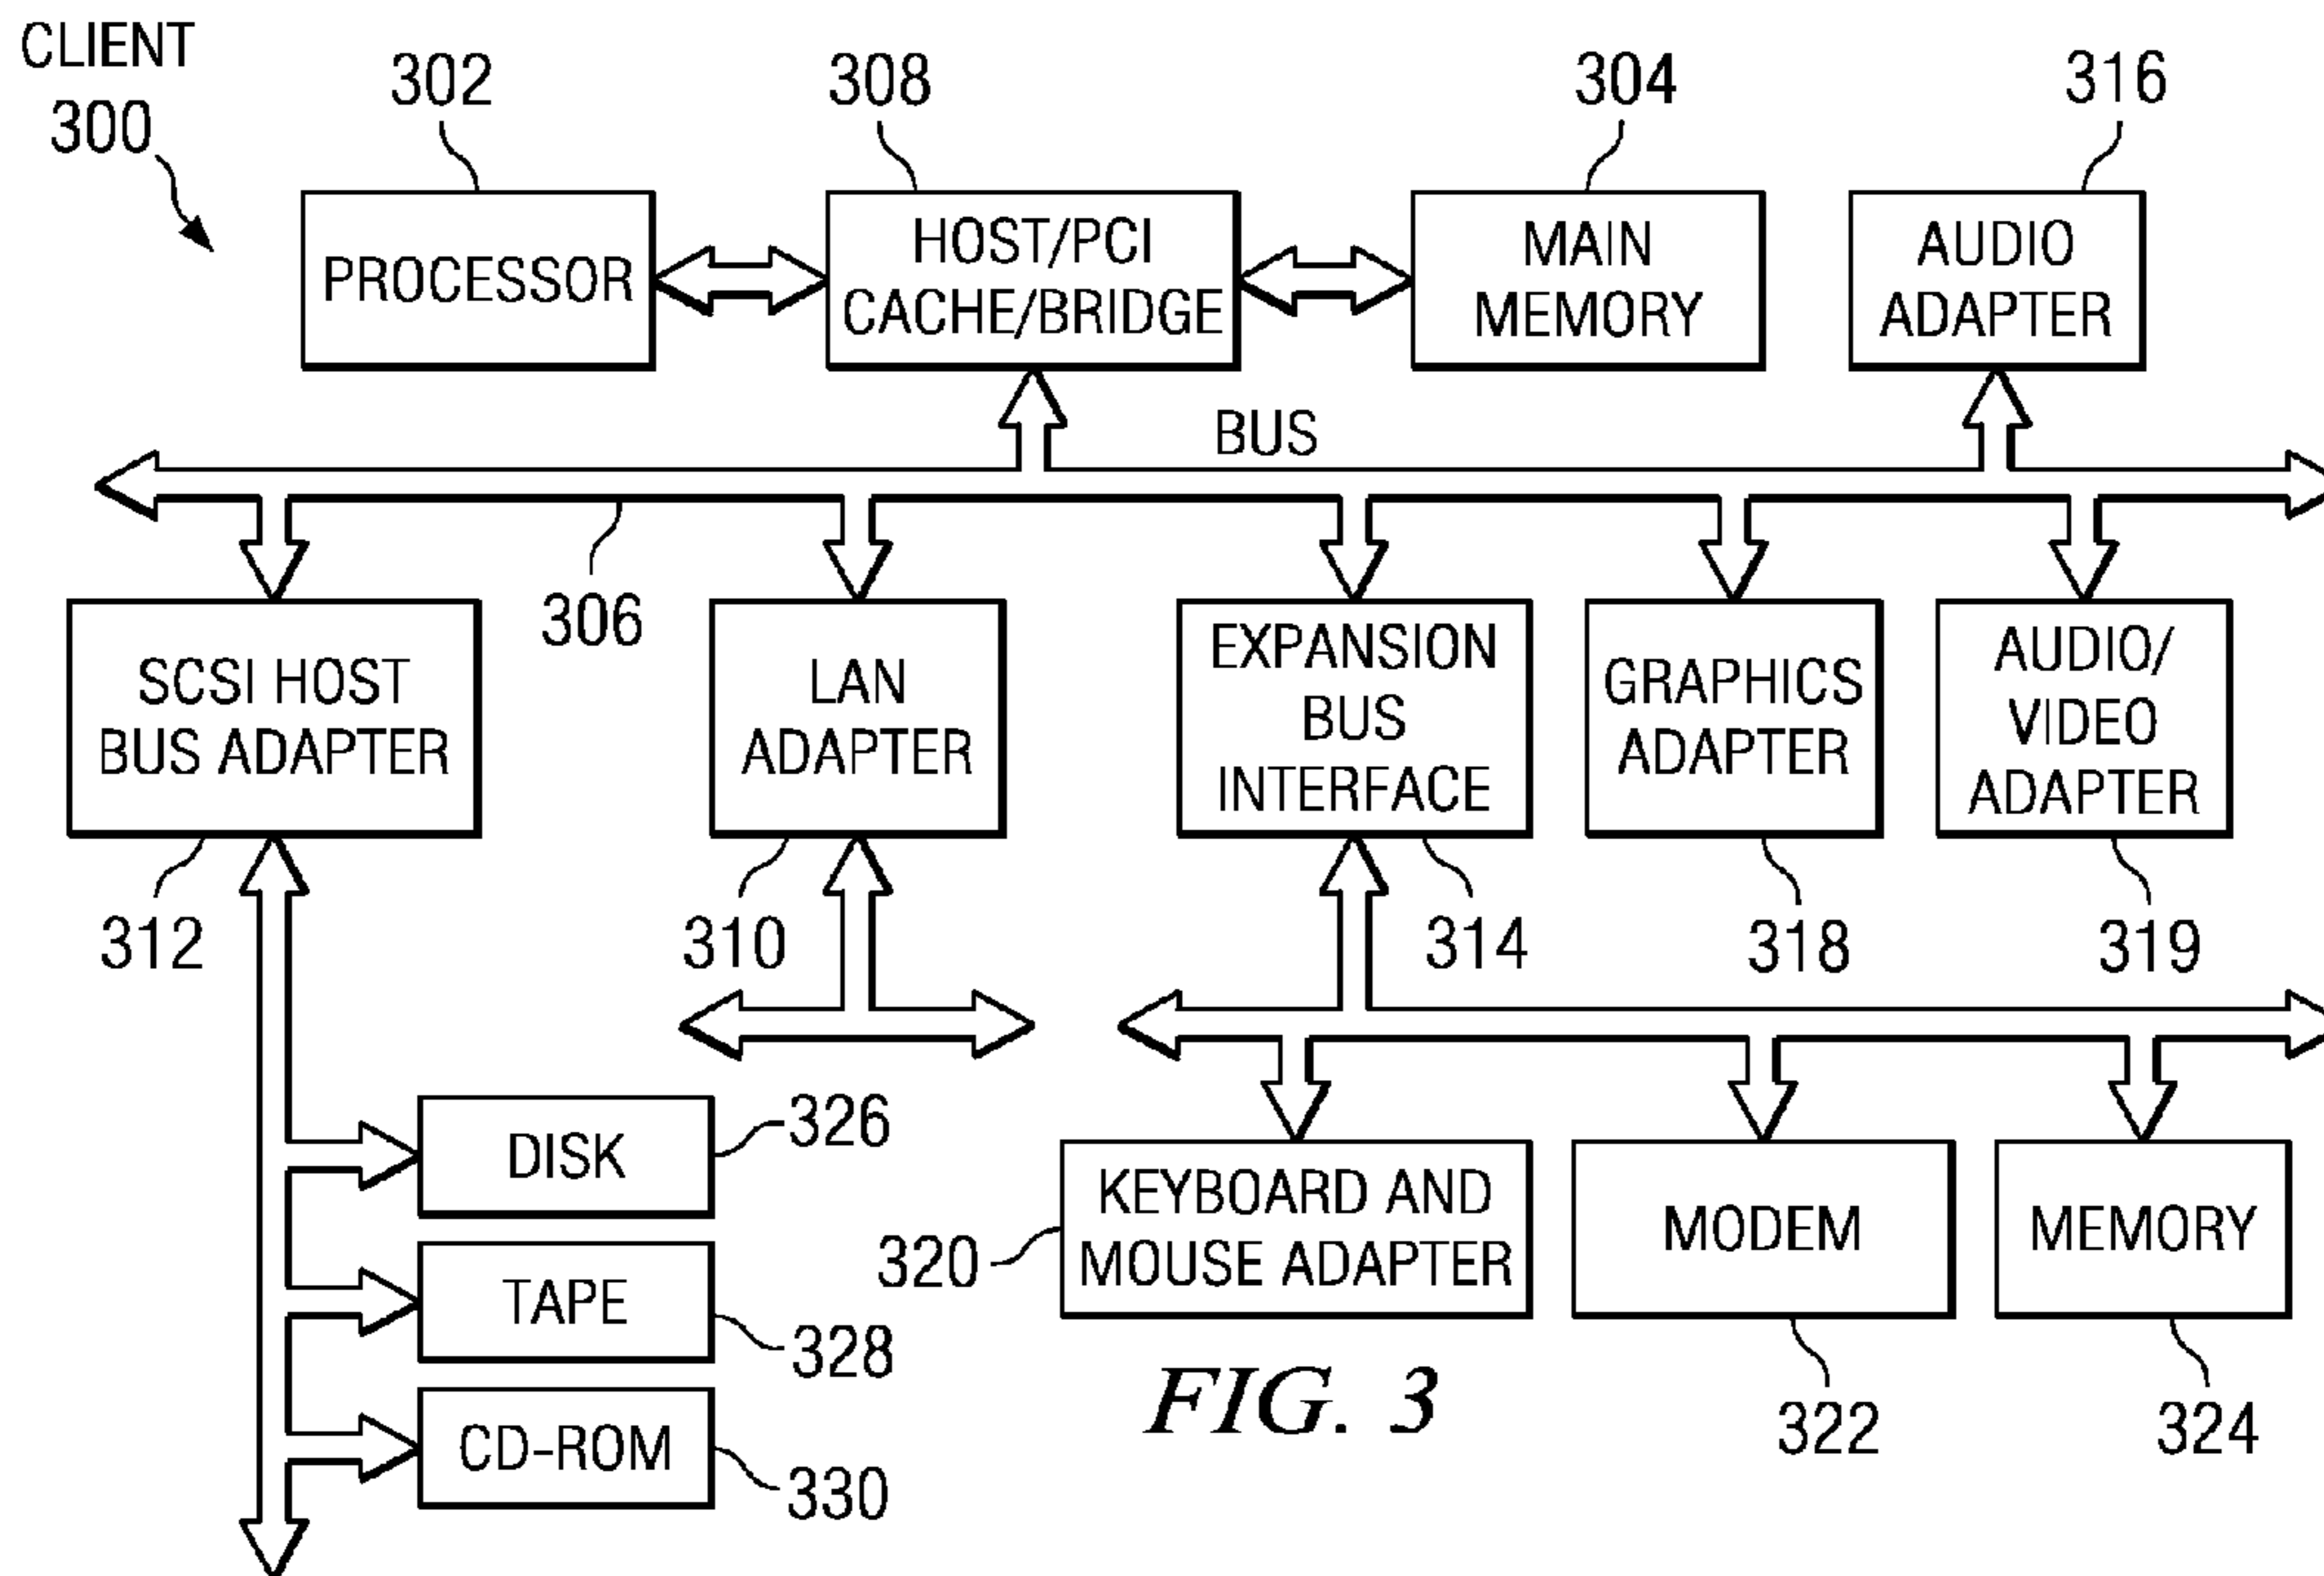 CLIENT
300
302
308
304
316
PROCESSOR
HOST/PCI
CACHE/BRIDGE
MAIN
MEMORY
AUDIO
ADAPTER
BUS
306
SCSI HOST
BUS ADAPTER
LAN
ADAPTER
EXPANSION
BUS
INTERFACE
GRAPHICS
ADAPTER
AUDIO/
VIDEO
ADAPTER
312
310
314
318
319
DISK
326
TAPE
328
CD-ROM
330
320
KEYBOARD AND
MOUSE ADAPTER
MODEM
MEMORY
322
324
FIG. 3